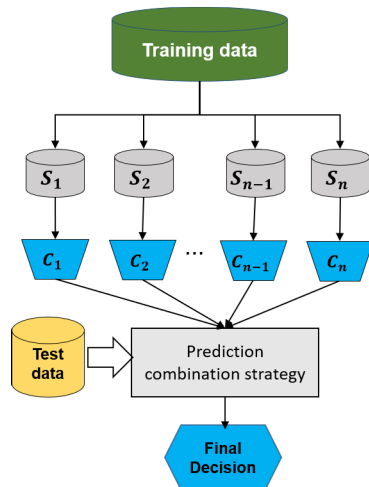 Training data
S₁ S₂ Sₙ₋₁ Sₙ
C₁ C₂ ... Cₙ₋₁ Cₙ
Test
data
Prediction
combination strategy
Final
Decision